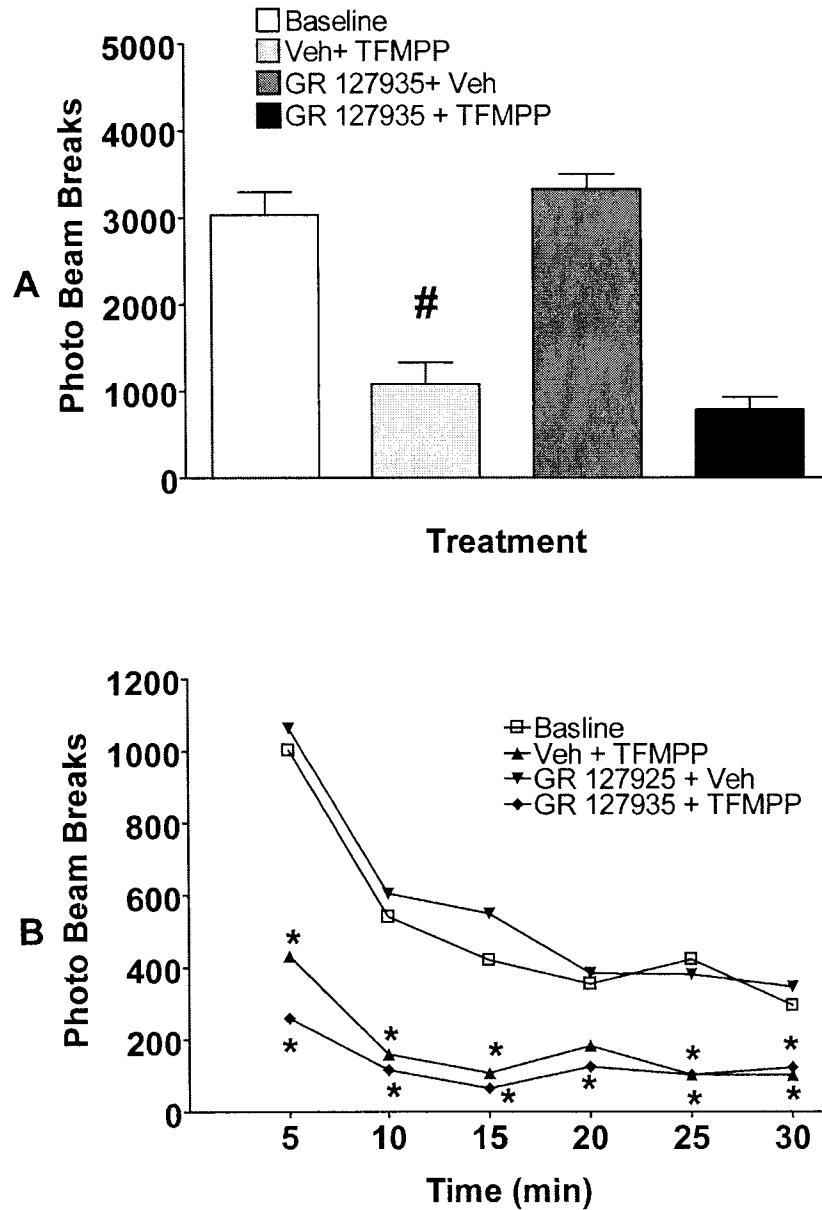 Baseline
Veh+ TFMPP
GR 127935+ Veh
GR 127935 + TFMPP
5000
4000
3000
2000
1000
0
Photo Beam Breaks
A
#
Treatment
1200
1000
800
600
400
200
0
Photo Beam Breaks
B
Basline
Veh + TFMPP
GR 127925 + Veh
GR 127935 + TFMPP
* * * * *
* * * * * *
5 10 15 20 25 30
Time (min)